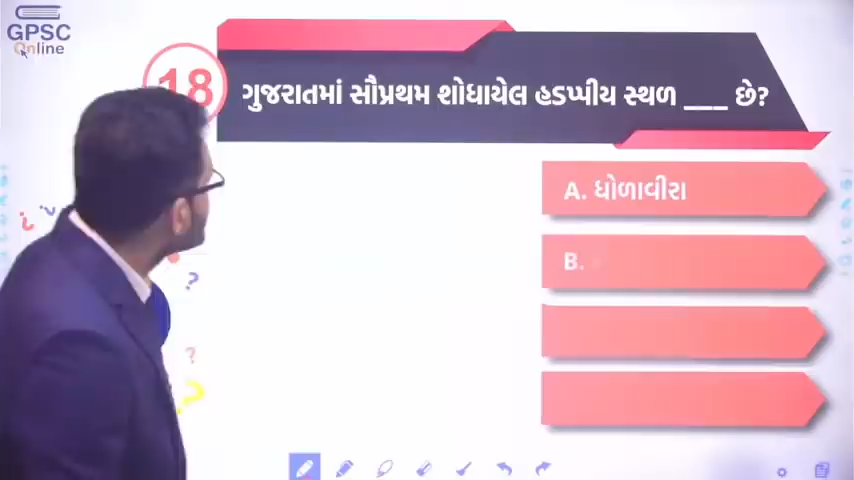 GPSC
Online
18
ગુજરાતમાં સૌપ્રથમ શોધાયેલ હડપ્પીય સ્થળ ___ છે?
A. ધોળાવીરા
B.